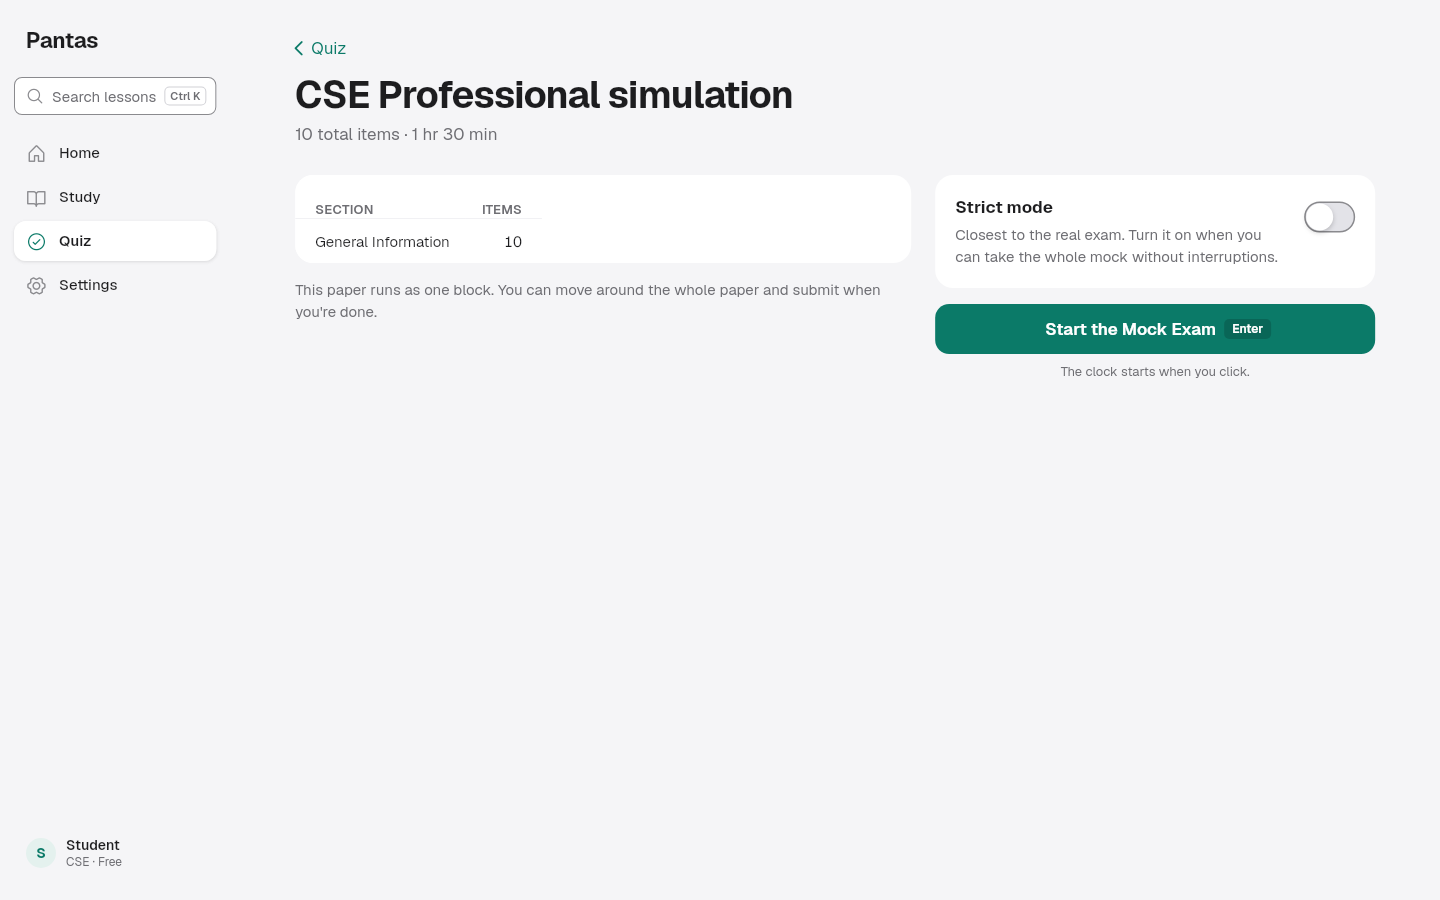 Pantas
Search lessons Ctrl K
Home
Study
Quiz
Settings
Quiz
CSE Professional simulation
10 total items · 1 hr 30 min
SECTION ITEMS
General Information 10
This paper runs as one block. You can move around the whole paper and submit when
you're done.
Strict mode
Closest to the real exam. Turn it on when you
can take the whole mock without interruptions.
Start the Mock Exam Enter
The clock starts when you click.
S
Student
CSE · Free